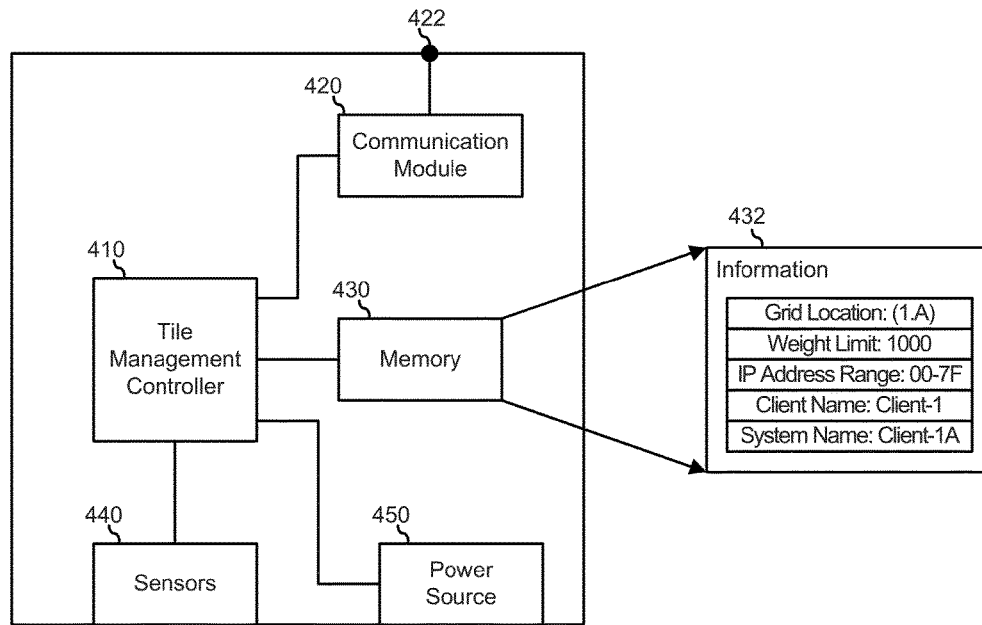 422
420
Communication
Module
432
410
Information
430
Grid Location: (1.A)
Tile
Management
Controller
Memory
Weight Limit: 1000
IP Address Range: 00-7F
Client Name: Client-1
System Name: Client-1A
440
450
Sensors
Power
Source